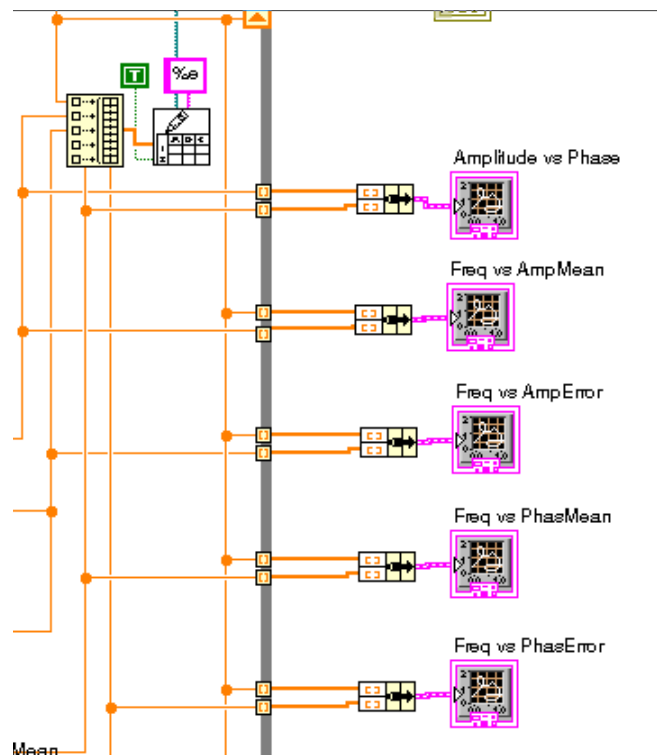 %e
T
Amplitude vs Phase
Freq vs AmpMean
Freq vs AmpError
Freq vs PhasMean
Freq vs PhasError
Mean